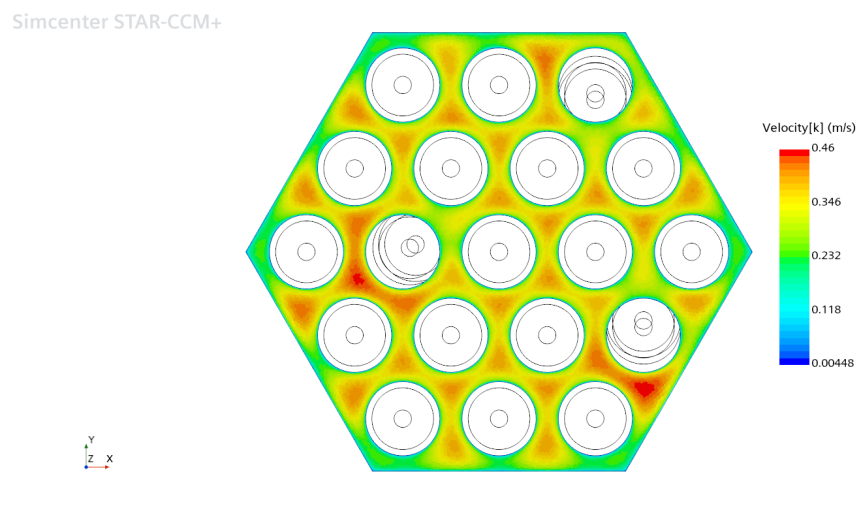 Simcenter STAR-CCM+
Velocity[k] (m/s)
0.46
0.346
0.232
0.118
0.00448
Y
Z X